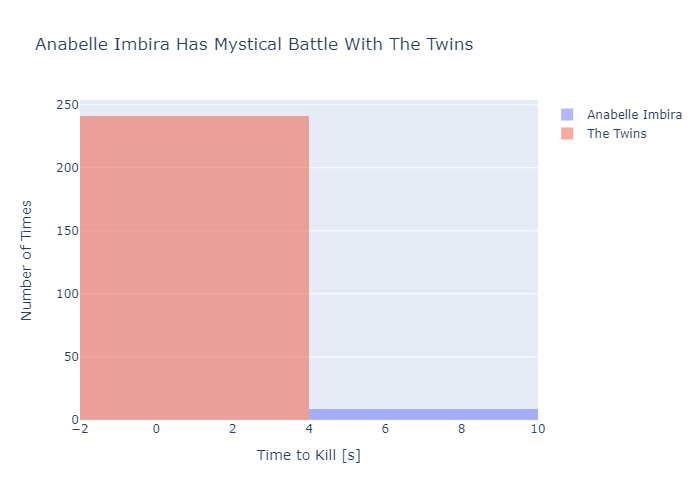 Anabelle Imbira Has Mystical Battle With The Twins
Anabelle Imbira
The Twins
Number of Times
250
200
150
100
50
0
−2
0
2
4
6
8
10
Time to Kill [s]